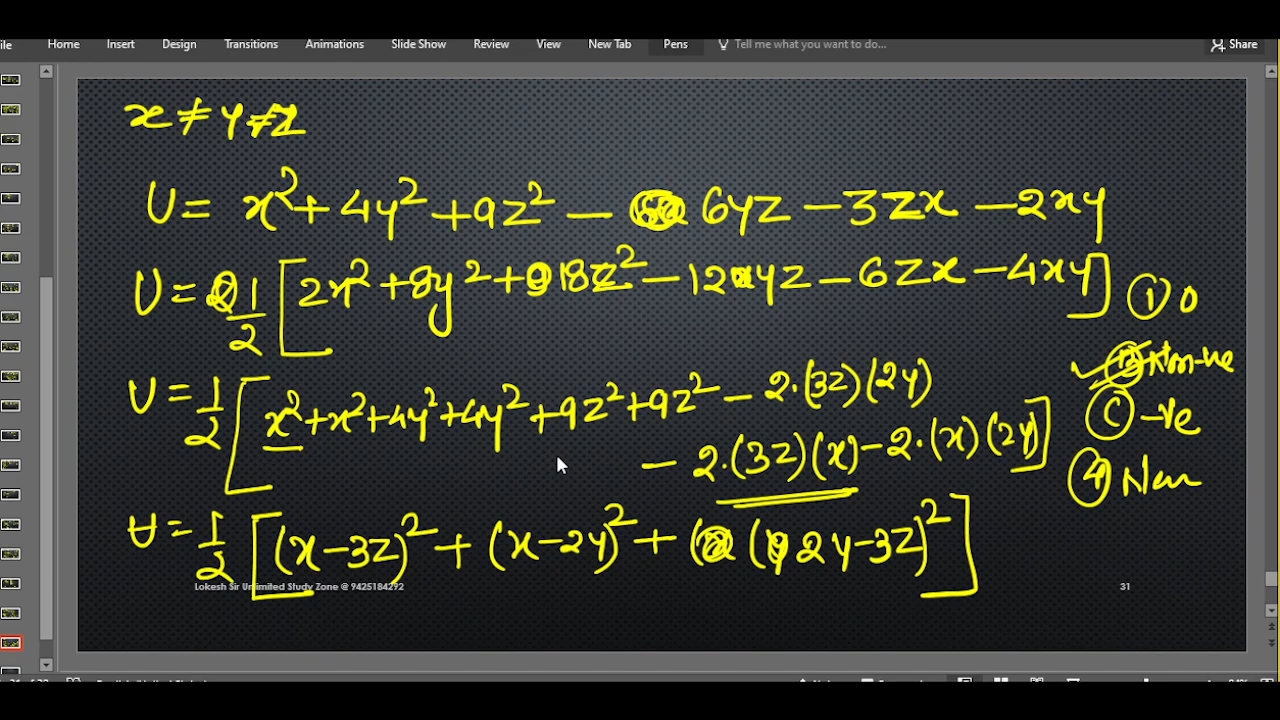 ile Home Insert Design Transitions Animations Slide Show Review View New Tab Pens Tell me what you want to do... Share
x ≠ y ≠ z
U = x² + 4y² + 9z² - 6yz - 3zx - 2xy
U = 1/2 [2x² + 8y² + 18z² - 12yz - 6zx - 4xy]
① 0
U = 1/2 [x² + x² + 4y² + 4y² + 9z² + 9z² - 2.(3z)(2y)
- 2.(3z)(x) - 2.(x)(2y)]
Non-ve
Ⓒ -ve
④ Non
U = 1/2 [(x-3z)² + (x-2y)² + (2y-3z)²]
Lokesh Sir Unlimited Study Zone @ 9425184292
31